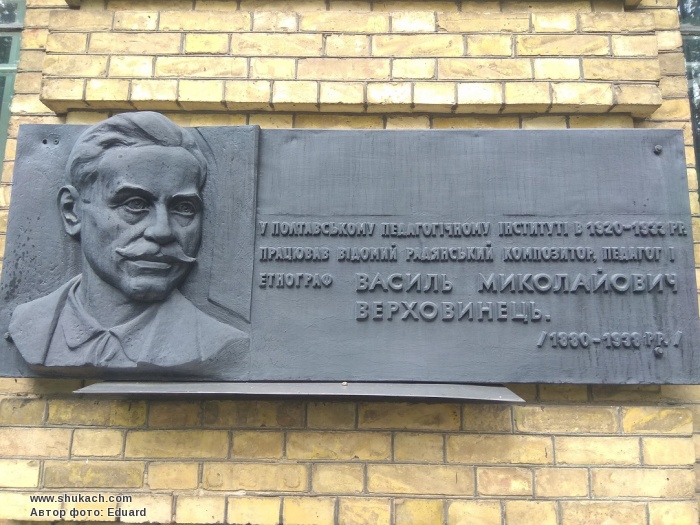 У ПОЛТАВСЬКОМУ ПЕДАГОГІЧНОМУ ІНСТИТУТІ В 1920-1933 РР.
ПРАЦЮВАВ ВІДОМИЙ РАДЯНСЬКИЙ КОМПОЗИТОР, ПЕДАГОГ І
ЕТНОГРАФ ВАСИЛЬ МИКОЛАЙОВИЧ
ВЕРХОВИНЕЦЬ.
/1880-1938 РР./
www.shukach.com
Автор фото: Eduard